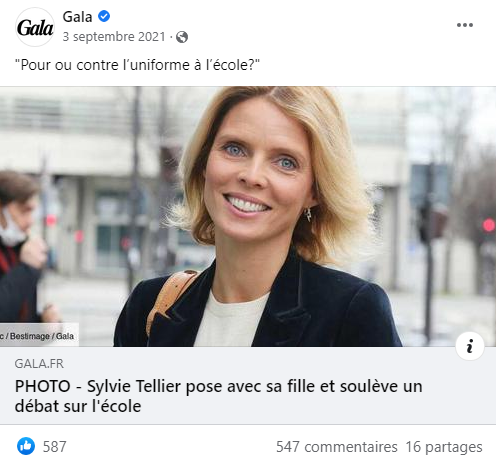 Gala
Gala
3 septembre 2021
"Pour ou contre l'uniforme à l'école?"
c / Bestimage / Gala
i
GALA.FR
PHOTO - Sylvie Tellier pose avec sa fille et soulève un
débat sur l'école
587
547 commentaires 16 partages